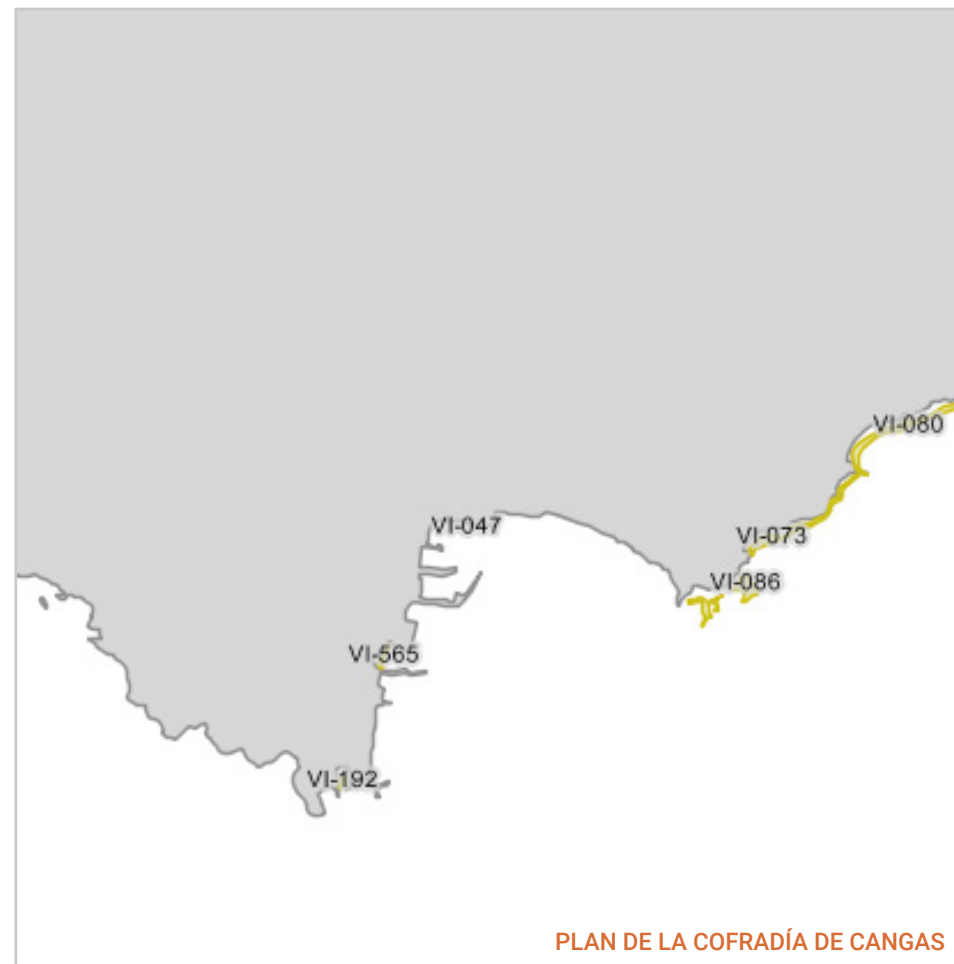 VI-080
VI-047
VI-073
VI-086
VI-565
VI-192
PLAN DE LA COFRADÍA DE CANGAS